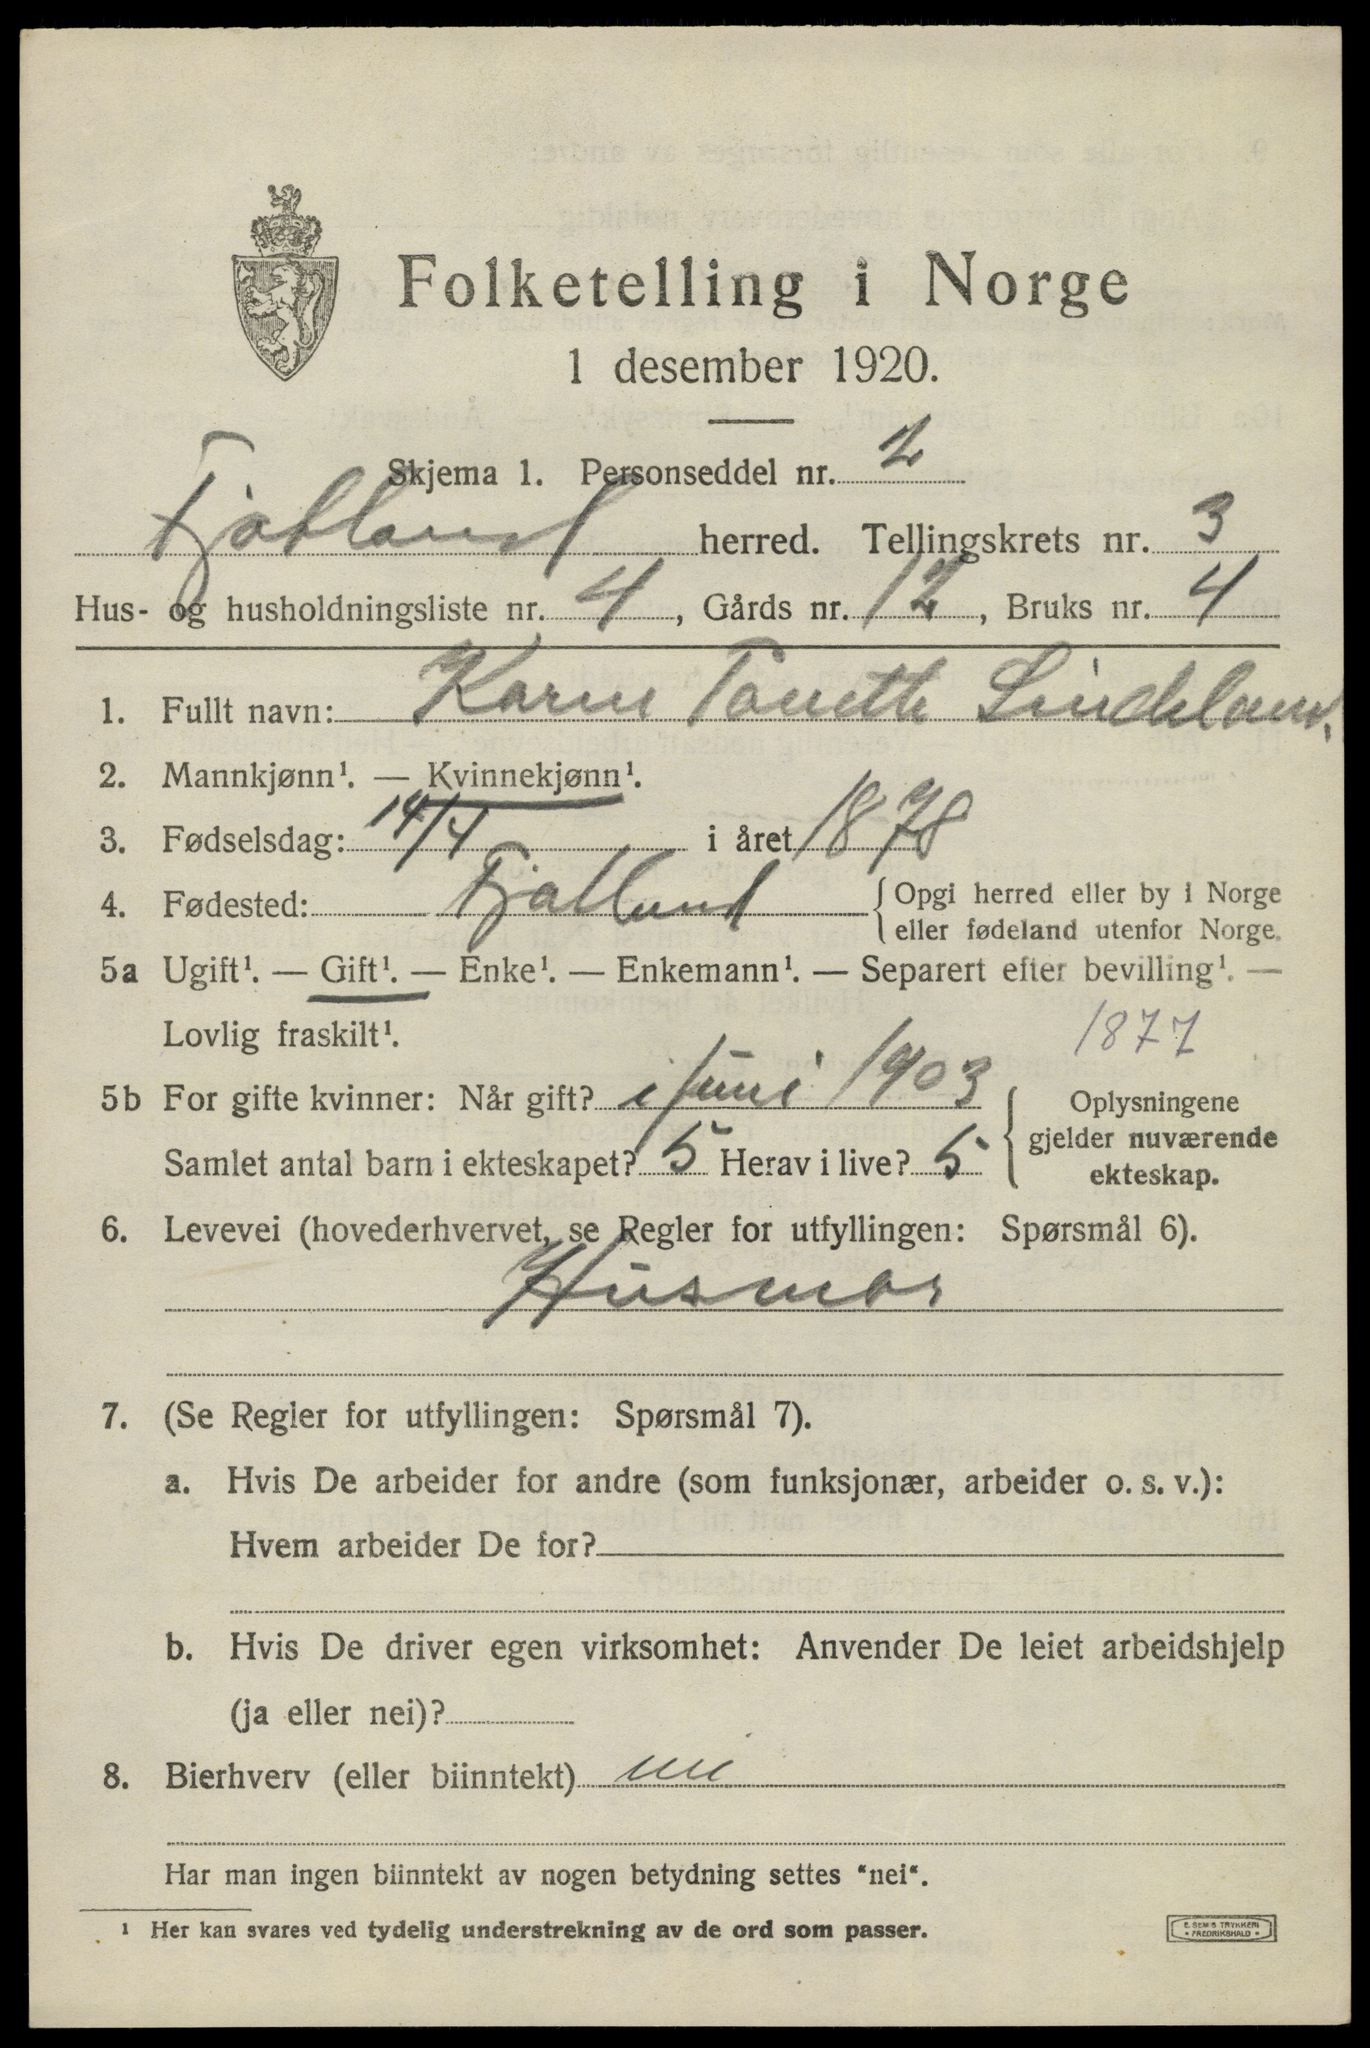 Folketelling i Norge
1 desember 1920.
Skjema 1. Personseddel nr. 2
Fjotland herred. Tellingskrets nr. 3
Hus- og husholdningsliste nr. 4, Gårds nr. 12, Bruks nr. 4
1. Fullt navn: Karen Tomette Lindeland.
2. Mannkjønn¹. — Kvinnekjønn¹.
3. Fødselsdag: 14/4 i året 1878
4. Fødested: Fjotland { Opgi herred eller by i Norge
eller fødeland utenfor Norge.
5a Ugift¹. — Gift¹. — Enke¹. — Enkemann¹. — Separert efter bevilling¹. —
Lovlig fraskilt¹. 1877
5b For gifte kvinner: Når gift? i juni 1903 { Oplysningene
gjelder nuværende
ekteskap.
Samlet antal barn i ekteskapet? 5 Herav i live? 5
6. Levevei (hovederhvervet, se Regler for utfyllingen: Spørsmål 6).
Husmor
7. (Se Regler for utfyllingen: Spørsmål 7).
a. Hvis De arbeider for andre (som funksjonær, arbeider o. s. v.):
Hvem arbeider De for?
b. Hvis De driver egen virksomhet: Anvender De leiet arbeidshjelp
(ja eller nei)?
8. Bierhverv (eller biinntekt) nei
Har man ingen biinntekt av nogen betydning settes "nei".
¹ Her kan svares ved tydelig understrekning av de ord som passer.
E. SEM'S TRYKKERI
• FREDRIKSHALD •